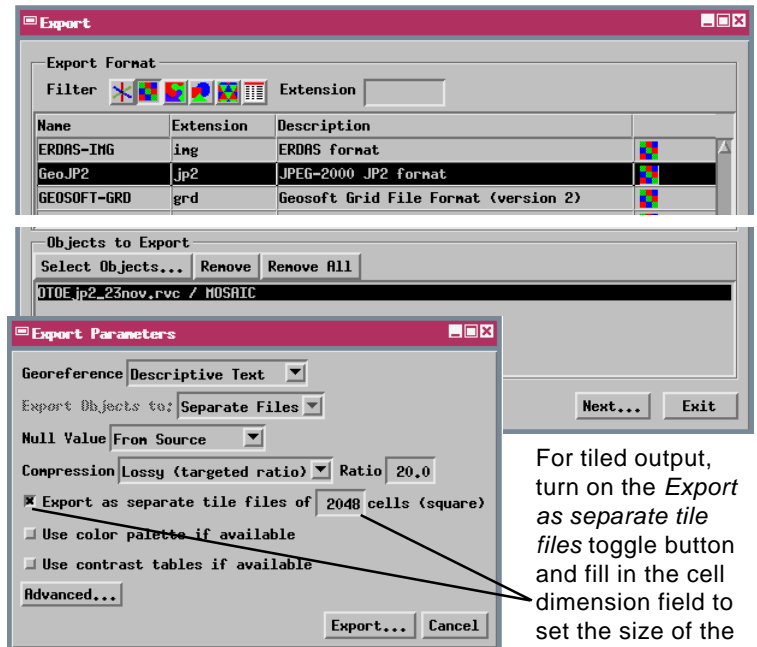 Export
Export Format
Filter Extension
Name Extension Description
ERDAS-IMG img ERDAS format
GeoJP2 jp2 JPEG-2000 JP2 format
GEOSOFT-GRD grd Geosoft Grid File Format (version 2)
Objects to Export
Select Objects... Remove Remove All
DTOEjp2_23nov.rvc / MOSAIC
Export Parameters
Georeference Descriptive Text
Export Objects to: Separate Files
Null Value From Source
Compression Lossy (targeted ratio) Ratio 20.0
Export as separate tile files of 2048 cells (square)
Use color palette if available
Use contrast tables if available
Advanced...
Export... Cancel
Next... Exit
For tiled output,
turn on the Export
as separate tile
files toggle button
and fill in the cell
dimension field to
set the size of the